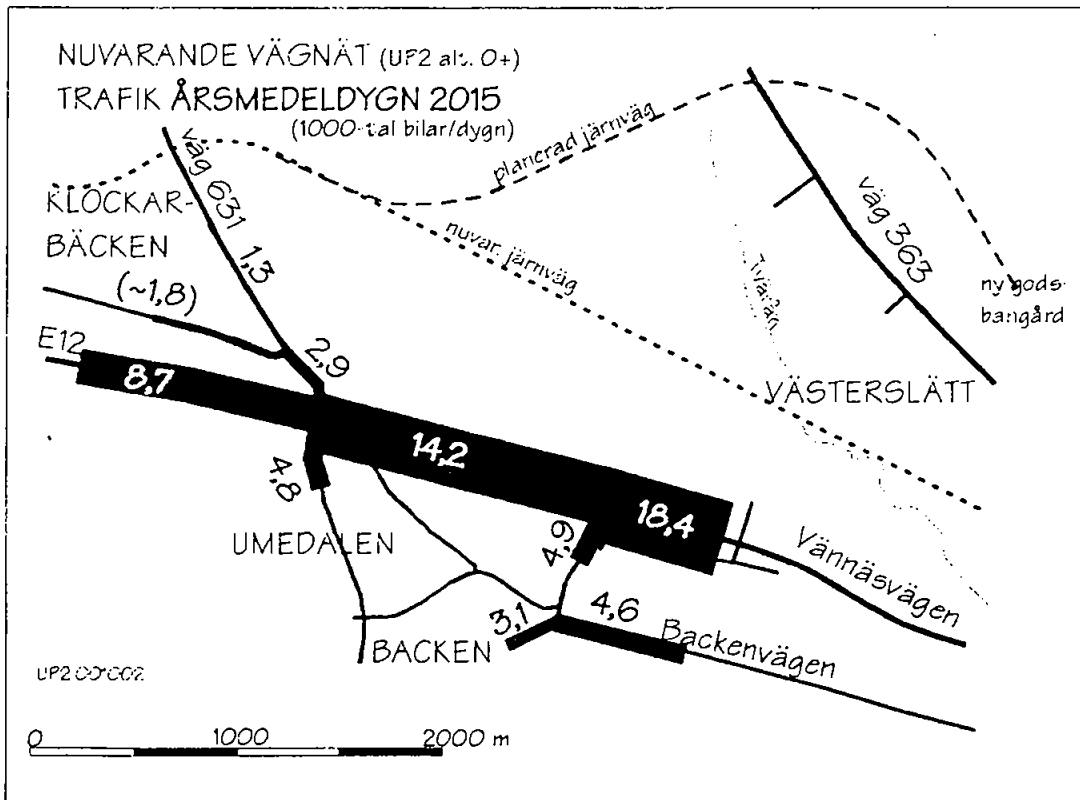 NUVARANDE VÄGNÄT (UP2 alt. O+)
TRAFIK ÅRSMEDELDYGN 2015
(1000-tal bilar/dygn)
planerad järnväg
väg 631
väg 363
KLOCKAR-
BÄCKEN
1,3
nuvar. järnväg
ny gods-
bangård
(~1,8)
E12
2,9
8,7
VÄSTERSLÄTT
14,2
4,8
18,4
UMEDALEN
4,9
Vännäsvägen
3,1
4,6
BACKEN
Backenvägen
0 1000 2000 m